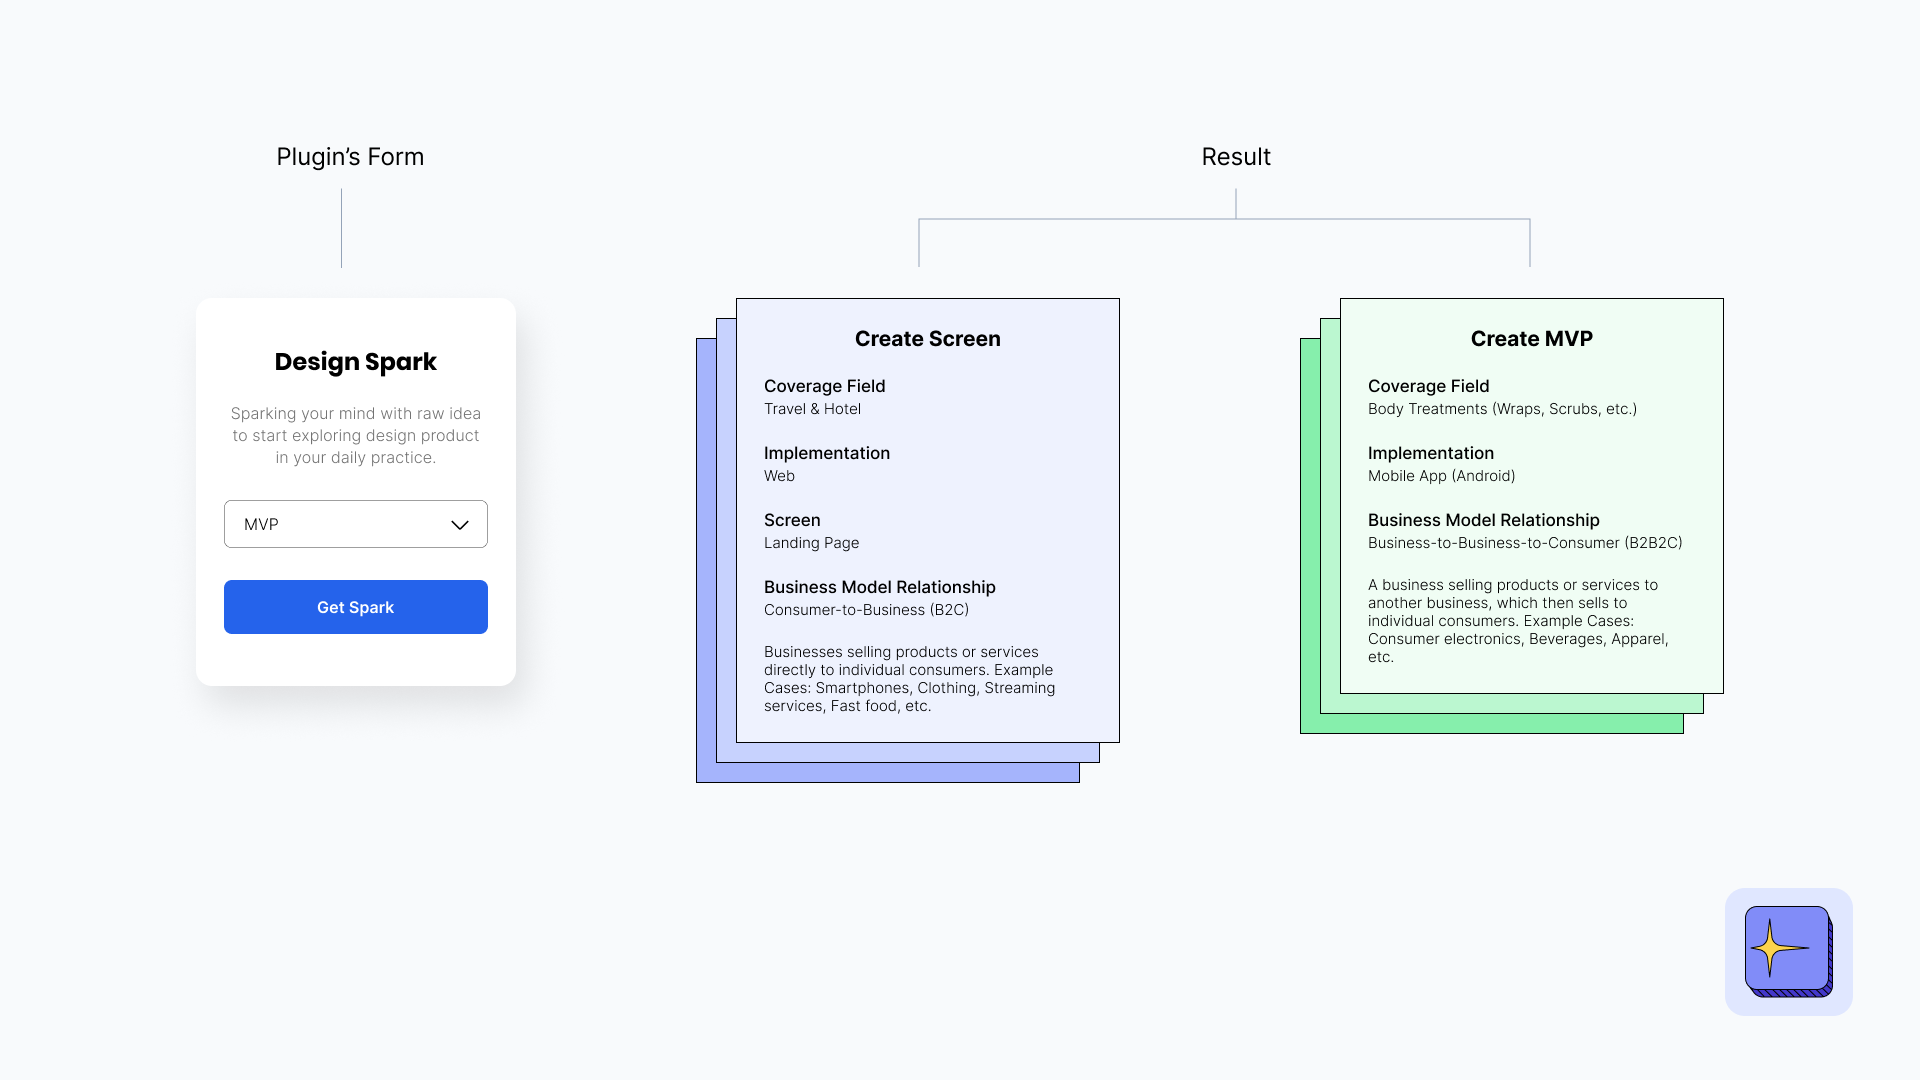 Plugin’s Form
Design Spark
Sparking your mind with raw idea
to start exploring design product
in your daily practice.
MVP
Get Spark
Result
Create Screen
Coverage Field
Travel & Hotel
Implementation
Web
Screen
Landing Page
Business Model Relationship
Consumer-to-Business (B2C)
Businesses selling products or services
directly to individual consumers. Example
Cases: Smartphones, Clothing, Streaming
services, Fast food, etc.
Create MVP
Coverage Field
Body Treatments (Wraps, Scrubs, etc.)
Implementation
Mobile App (Android)
Business Model Relationship
Business-to-Business-to-Consumer (B2B2C)
A business selling products or services to
another business, which then sells to
individual consumers. Example Cases:
Consumer electronics, Beverages, Apparel,
etc.